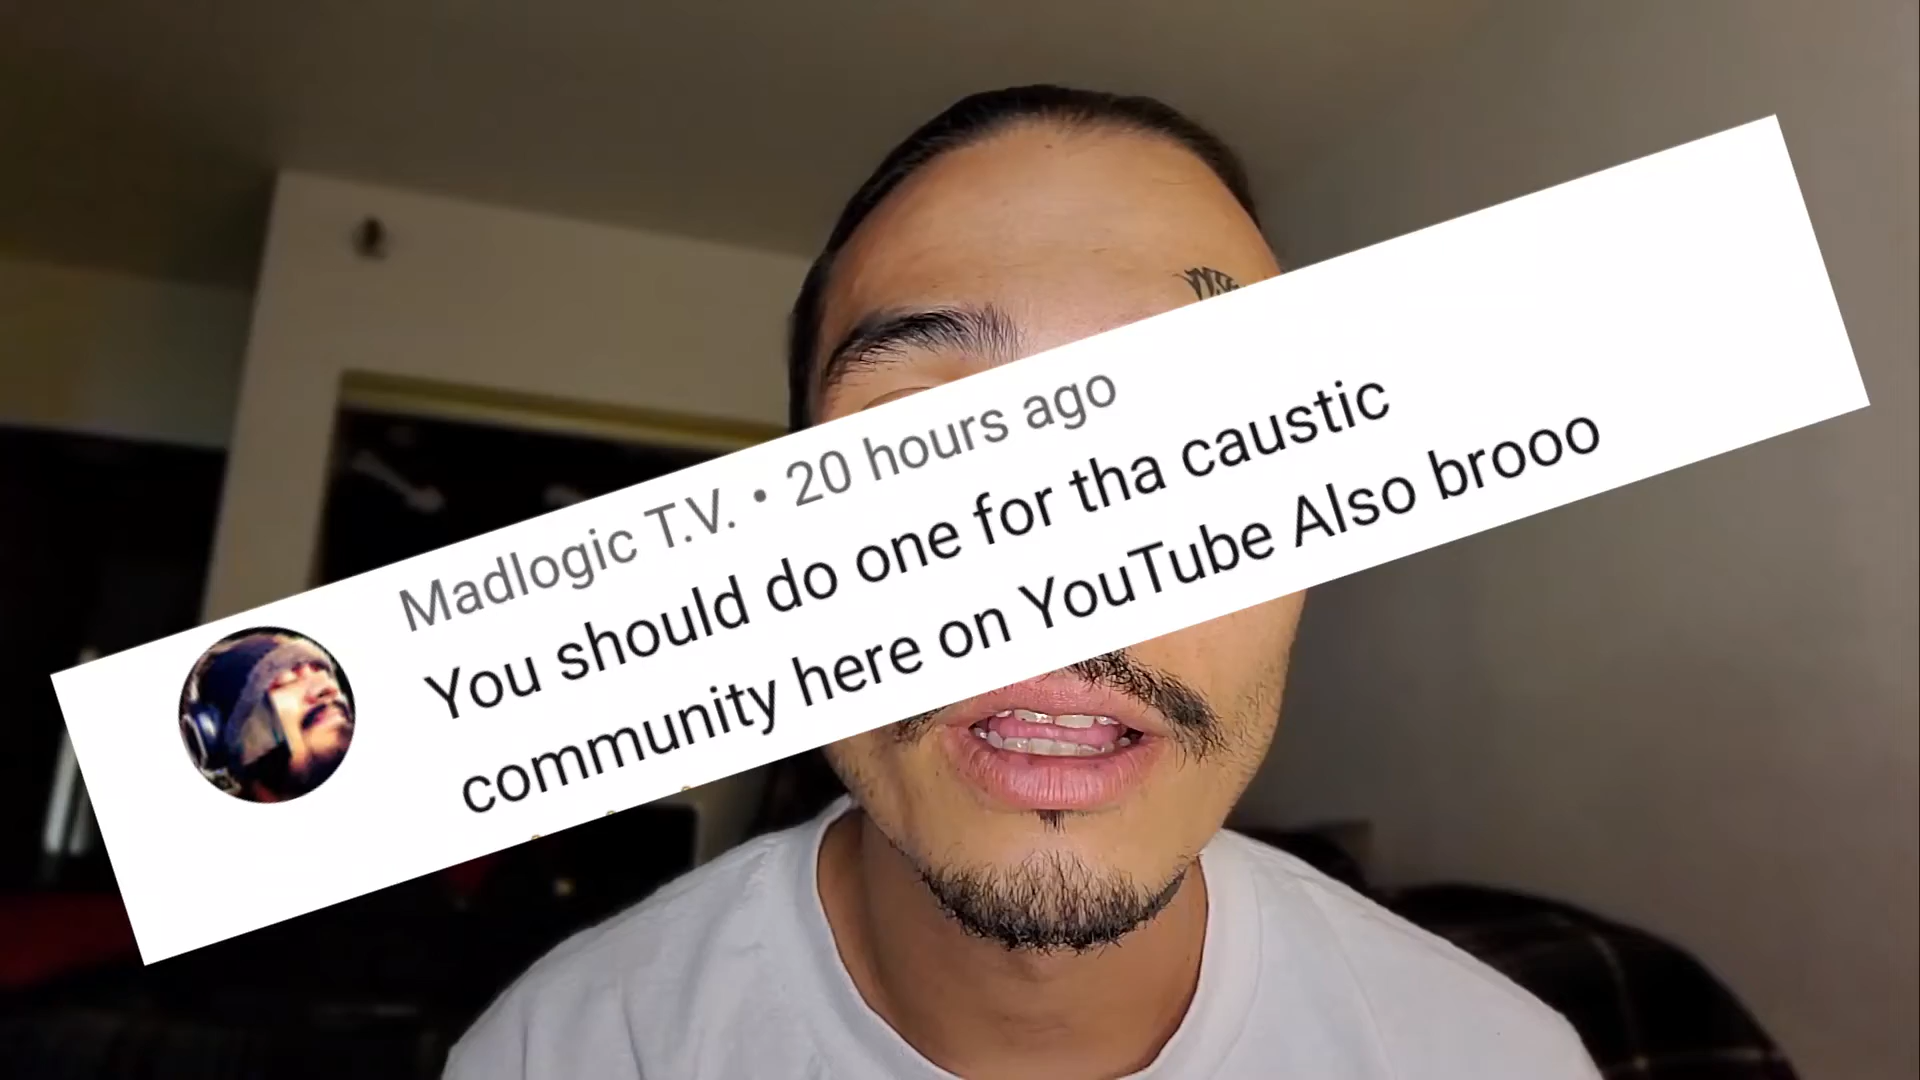 Madlogic T.V. • 20 hours ago
You should do one for tha caustic
community here on YouTube Also brooo